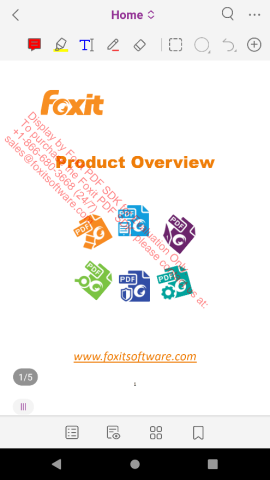 Home
Foxit
Display by Foxit PDF SDK for Evaluation Only.
To purchase the Foxit PDF SDK please contact us at:
+1-866-680-3668 (24/7)
sales@foxitsoftware.com
Product Overview
PDF PDF PDF
PDF PDF PDF
www.foxitsoftware.com
1/5
1